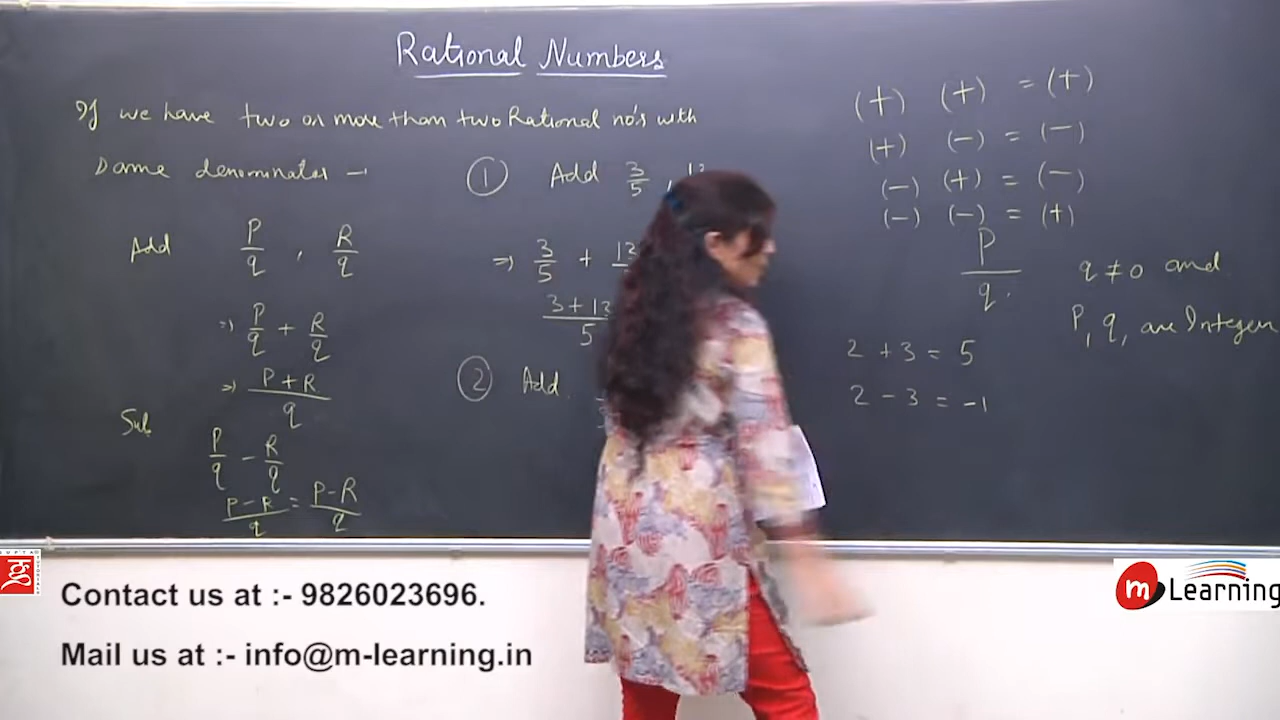 Rational Numbers
If we have two or more than two Rational no's with
Same denominator -
Add P/q , R/q
=> P/q + R/q
=> P+R/q
Sub
P/q - R/q
P-R/q = P-R/q
① Add 3/5 ,
=> 3/5 +
3+12/5
② Add
(+) (+) = (+)
(+) (-) = (-)
(-) (+) = (-)
(-) (-) = (+)
P/q. q ≠ 0 and
P, q, are Integer
2 + 3 = 5
2 - 3 = -1
Contact us at :- 9826023696.
Mail us at :- info@m-learning.in
m Learning